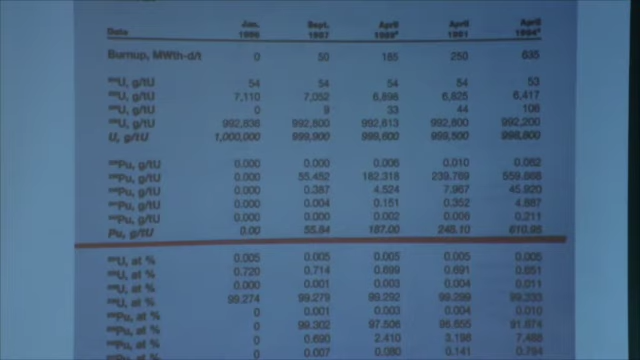 Jan. Sept. April April April
Date 1986 1987 1989ᵃ 1991 1994ᵃ
Burnup, MWth-d/t 0 50 185 250 635
U, g/tU 54 54 54 54 53
U, g/tU 7,110 7,052 6,898 6,825 6,417
U, g/tU 0 9 33 44 108
U, g/tU 992,836 992,800 992,613 992,600 992,200
U, g/tU 1,000,000 999,900 999,600 999,500 998,800
Pu, g/tU 0.000 0.000 0.006 0.010 0.062
Pu, g/tU 0.000 55.452 182.318 239.769 559.868
Pu, g/tU 0.000 0.387 4.524 7.967 45.920
Pu, g/tU 0.000 0.004 0.151 0.352 4.887
Pu, g/tU 0.000 0.000 0.002 0.006 0.211
Pu, g/tU 0.00 55.84 187.00 248.10 610.95
U, at % 0.005 0.005 0.005 0.005 0.005
U, at % 0.720 0.714 0.699 0.691 0.651
U, at % 0.000 0.001 0.003 0.004 0.011
U, at % 99.274 99.279 99.292 99.299 99.333
Pu, at % 0 0.001 0.003 0.004 0.010
Pu, at % 0 99.302 97.506 96.655 91.674
Pu, at % 0 0.690 2.410 3.198 7.488
Pu, at % 0 0.007 0.080 0.141 0.794